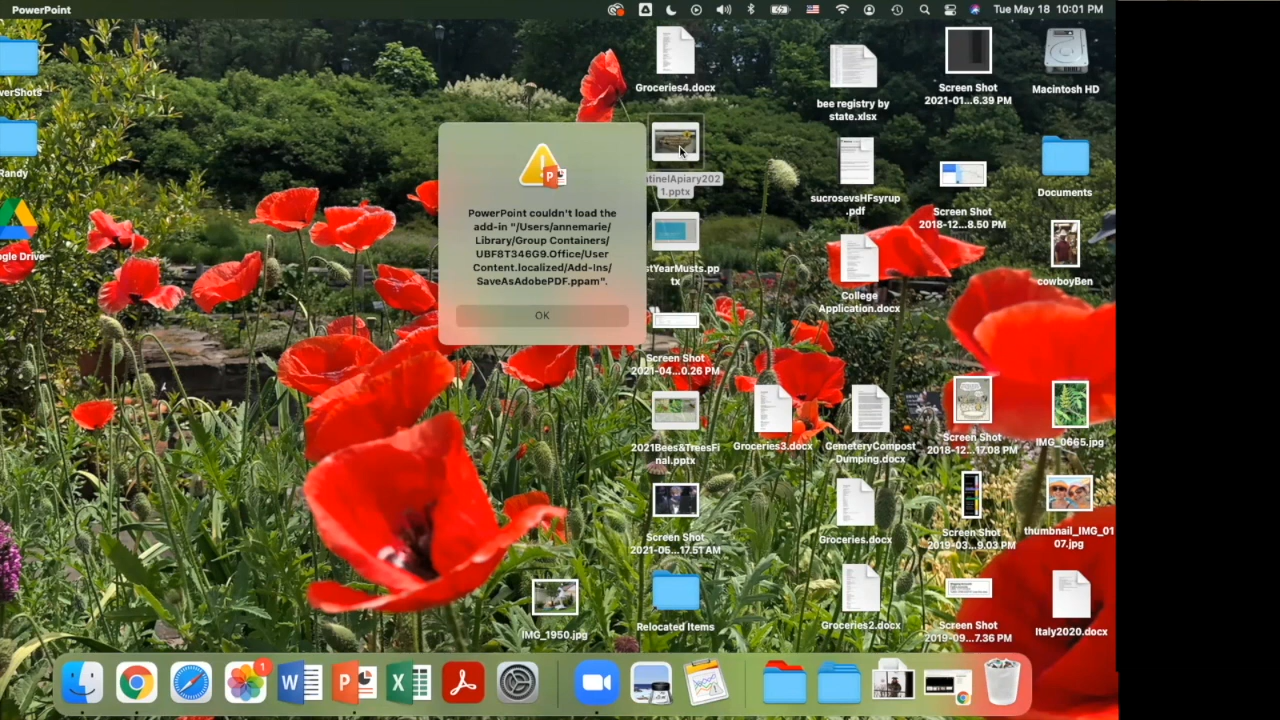 PowerPoint
Tue May 18 10:01 PM
verShots
Randy
gle Drive
PowerPoint couldn't load the
add-in "/Users/annemarie/
Library/Group Containers/
UBF8T346G9.Office/User
Content.localized/Add-Ins/
SaveAsAdobePDF.ppam".
OK
Groceries4.docx
ntinelApiary202
1.pptx
stYearMusts.pp
tx
Screen Shot
2021-04...0.26 PM
2021Bees&TreesFi
nal.pptx
Screen Shot
2021-05...17.51 AM
Relocated Items
IMG_1950.jpg
Groceries3.docx
bee registry by
state.xlsx
sucrosevsHFsyrup
.pdf
College
Application.docx
CemeteryCompost
Dumping.docx
Groceries.docx
Groceries2.docx
Screen Shot
2021-01...6.39 PM
Screen Shot
2018-12...8.50 PM
Screen Shot
2018-12...17.08 PM
Screen Shot
2019-03...9.03 PM
Screen Shot
2019-09...7.36 PM
Macintosh HD
Documents
cowboyBen
IMG_0665.jpg
thumbnail_IMG_01
07.jpg
Italy2020.docx
1
W
P
X